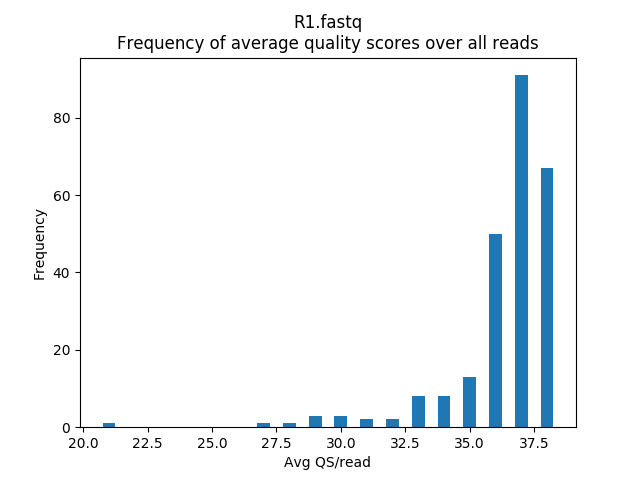 R1.fastq
Frequency of average quality scores over all reads
Frequency
80
60
40
20
0
20.0 22.5 25.0 27.5 30.0 32.5 35.0 37.5
Avg QS/read